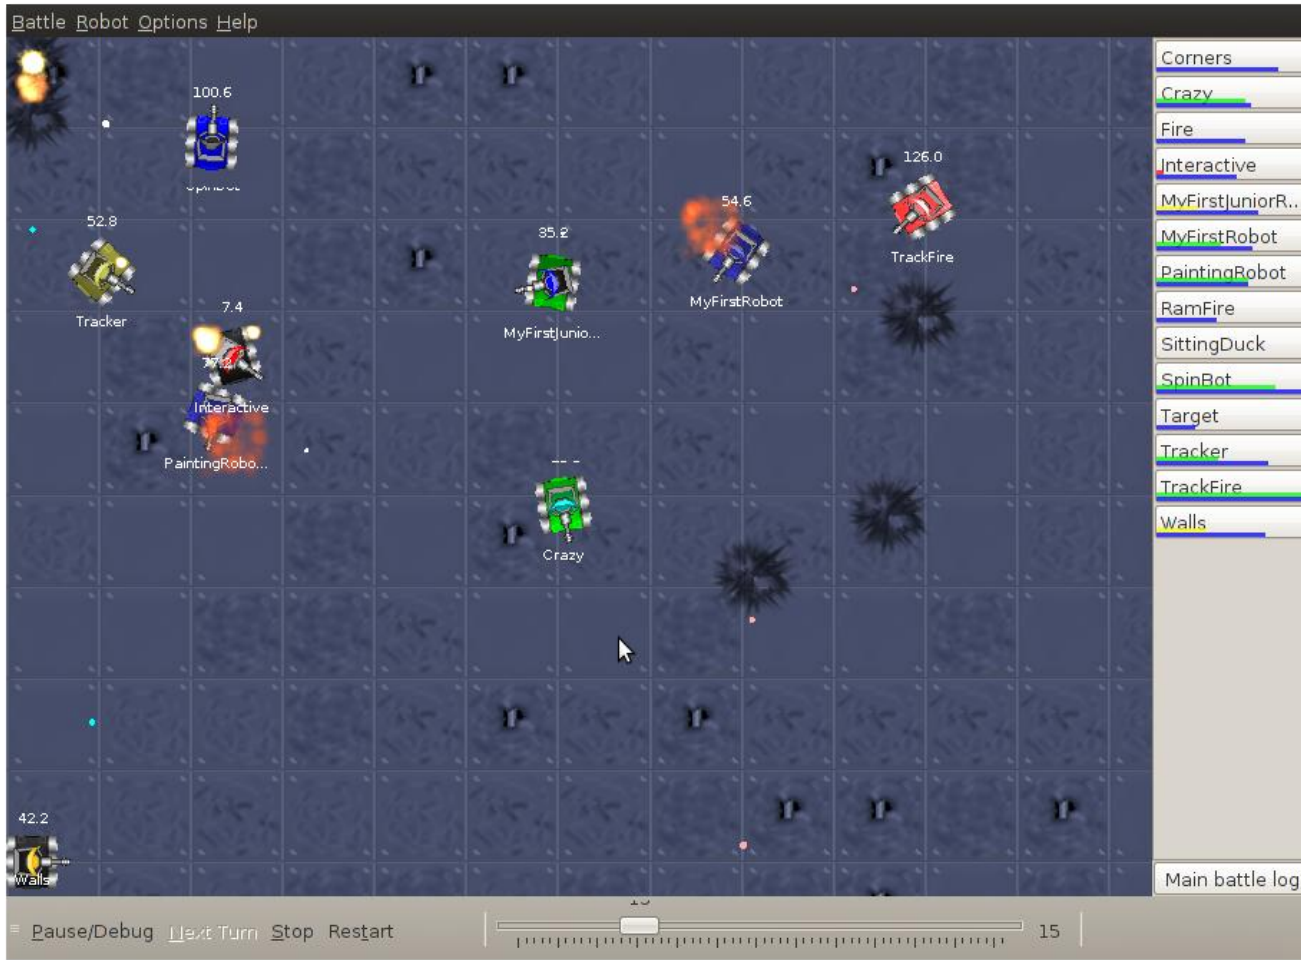 Battle Robot Options Help
100.6
52.8
Tracker
7.4
Interactive
PaintingRobo...
35.2
MyFirstJunio...
54.6
MyFirstRobot
126.0
TrackFire
Crazy
42.2
Walls
Corners
Crazy
Fire
Interactive
MyFirstJuniorR..
MyFirstRobot
PaintingRobot
RamFire
SittingDuck
SpinBot
Target
Tracker
TrackFire
Walls
Main battle log
Pause/Debug Next Turn Stop Restart
15